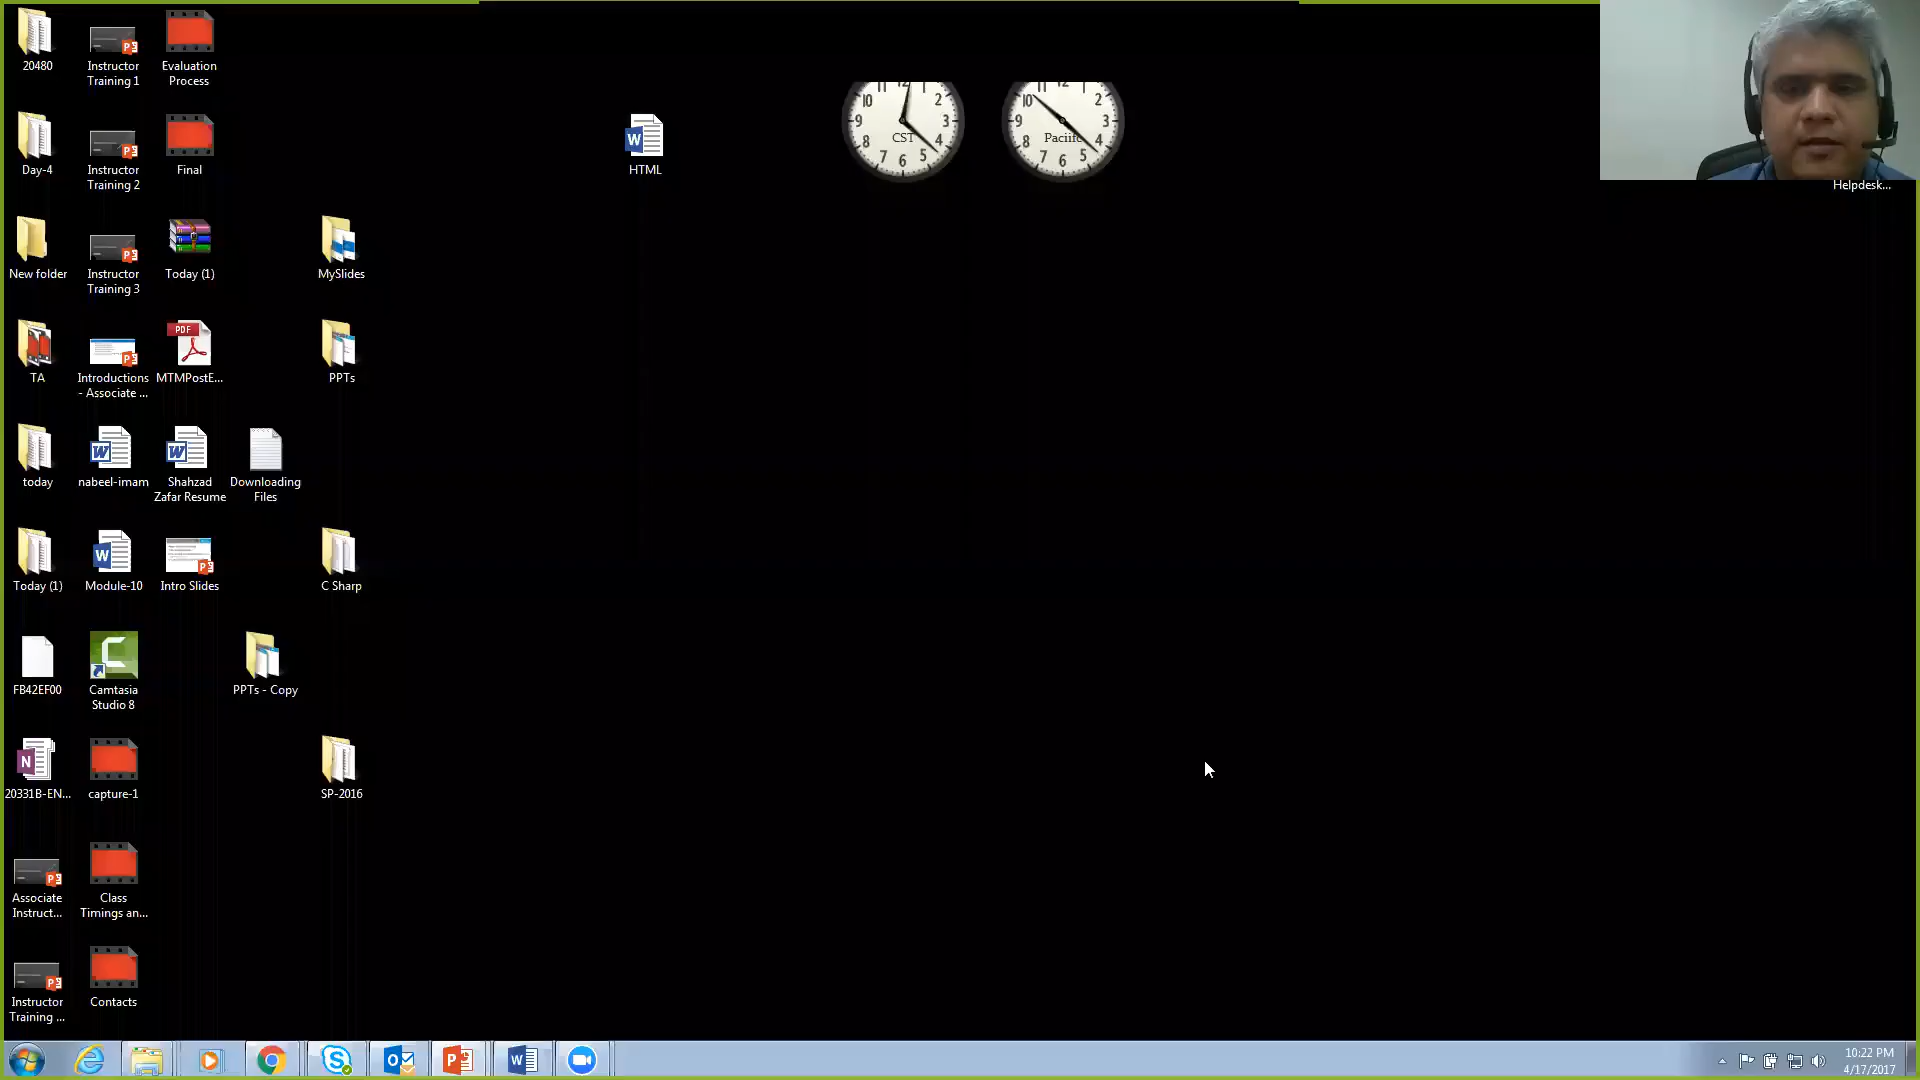 20480
Instructor
Training 1
Evaluation
Process
Day-4
Instructor
Training 2
Final
HTML
CST
Paciifc
Helpdesk...
New folder
Instructor
Training 3
Today (1)
MySlides
TA
Introductions
- Associate ...
PDF
MTMPostE...
PPTs
today
nabeel-imam
Shahzad
Zafar Resume
Downloading
Files
Today (1)
Module-10
Intro Slides
C Sharp
FB42EF00
Camtasia
Studio 8
PPTs - Copy
20331B-EN...
capture-1
SP-2016
Associate
Instruct...
Class
Timings an...
Instructor
Training ...
Contacts
10:22 PM
4/17/2017